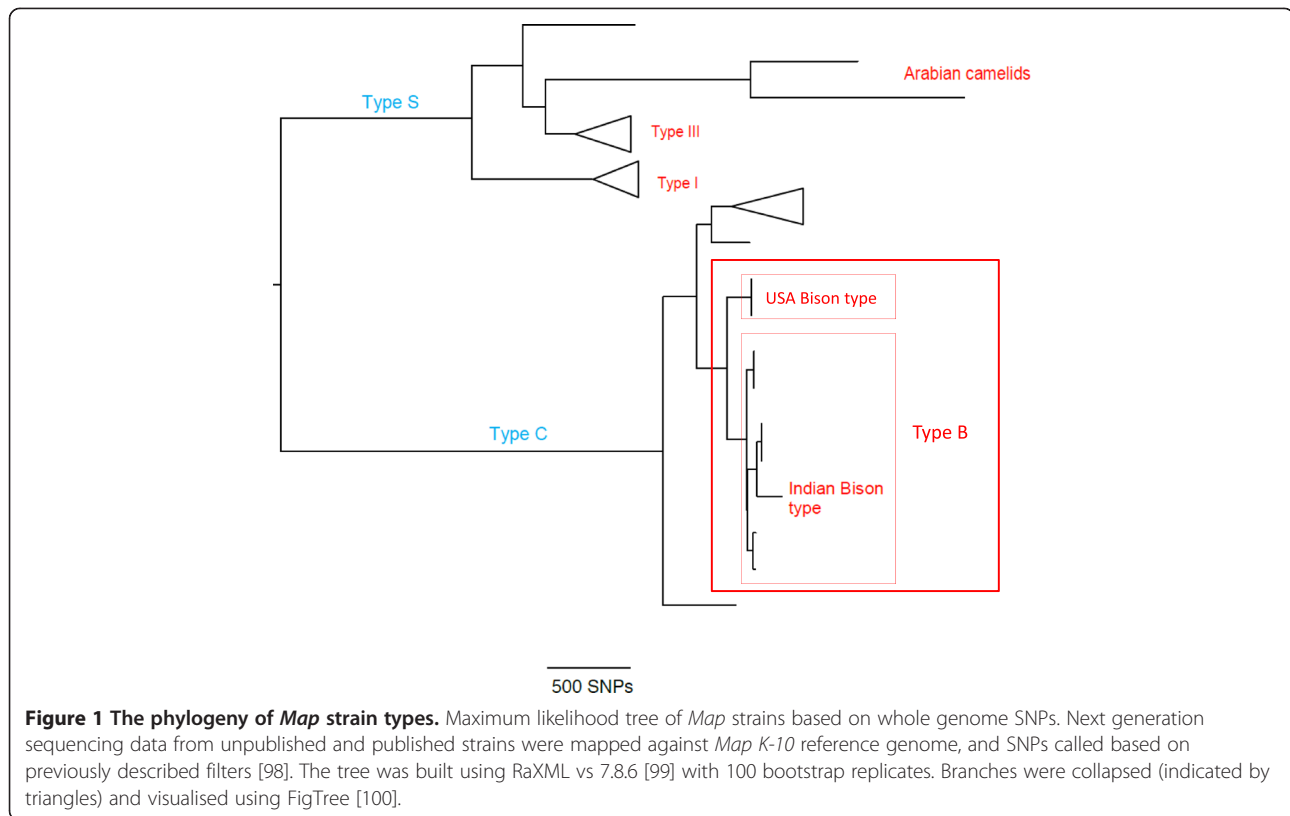 Type S
Arabian camelids
Type III
Type I
USA Bison type
Type B
Type C
Indian Bison
type
500 SNPs
Figure 1 The phylogeny of Map strain types. Maximum likelihood tree of Map strains based on whole genome SNPs. Next generation
sequencing data from unpublished and published strains were mapped against Map K-10 reference genome, and SNPs called based on
previously described filters [98]. The tree was built using RaXML vs 7.8.6 [99] with 100 bootstrap replicates. Branches were collapsed (indicated by
triangles) and visualised using FigTree [100].